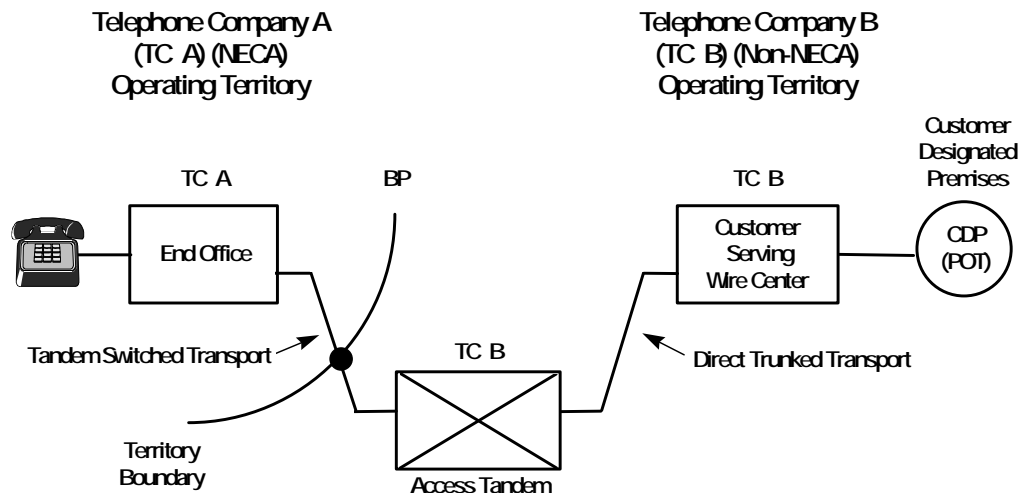 Telephone Company A
(TC A) (NECA)
Operating Territory
Telephone Company B
(TC B) (Non-NECA)
Operating Territory
Customer
Designated
Premises
TC A
BP
TC B
End Office
Customer
Serving
Wire Center
CDP
(POT)
Tandem Switched Transport
TC B
Direct Trunked Transport
Territory
Boundary
Access Tandem